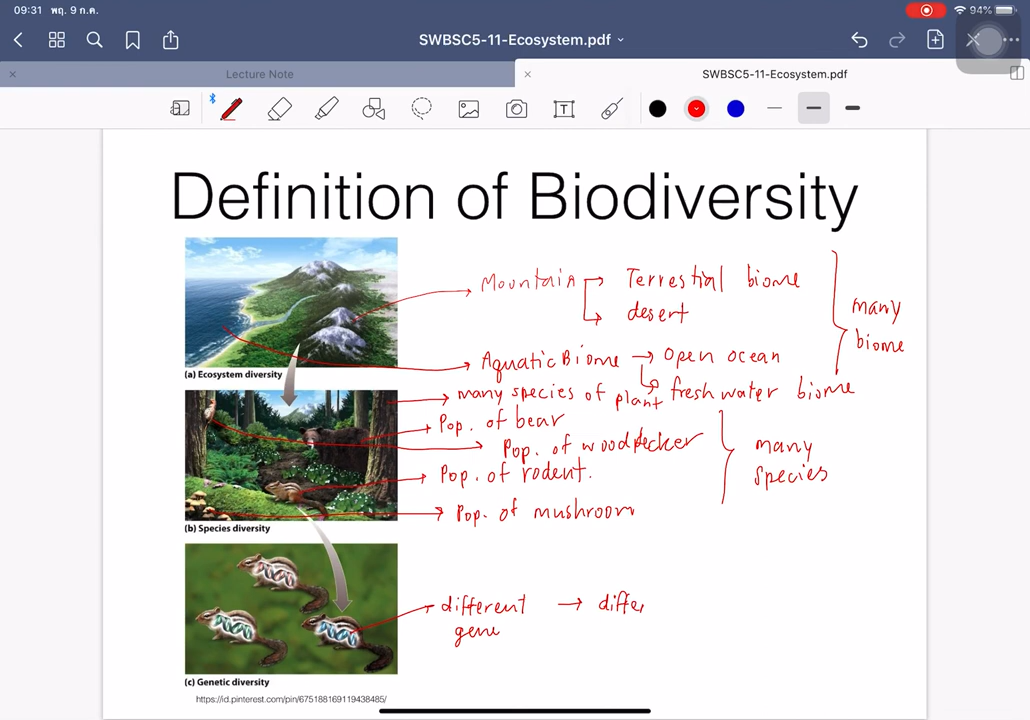 09:31 พฤ. 9 ก.ค.
94%
SWBSC5-11-Ecosystem.pdf
Lecture Note
SWBSC5-11-Ecosystem.pdf
Definition of Biodiversity
Mountain → Terrestial biome
→ desert
many
biome
Aquatic Biome → Open ocean
(a) Ecosystem diversity
many species of plant
fresh water biome
Pop. of bear
Pop. of woodpecker
many
species
Pop. of rodent.
Pop. of mushroom
(b) Species diversity
different → differ
gene
(c) Genetic diversity
https://id.pinterest.com/pin/675188169119438485/